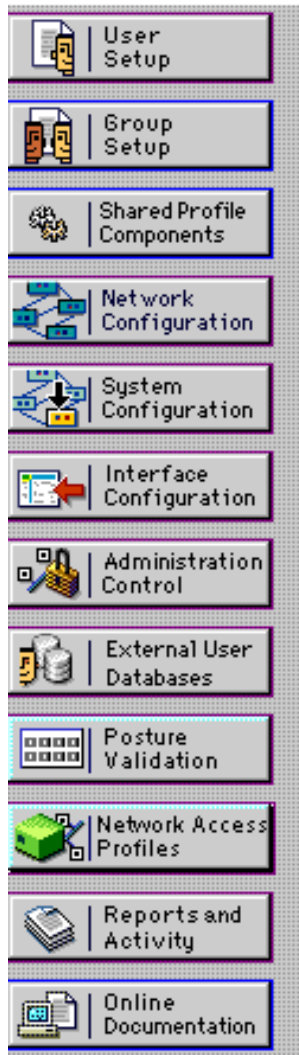 User
Setup
Group
Setup
Shared Profile
Components
Network
Configuration
System
Configuration
Interface
Configuration
Administration
Control
External User
Databases
Posture
Validation
Network Access
Profiles
Reports and
Activity
Online
Documentation